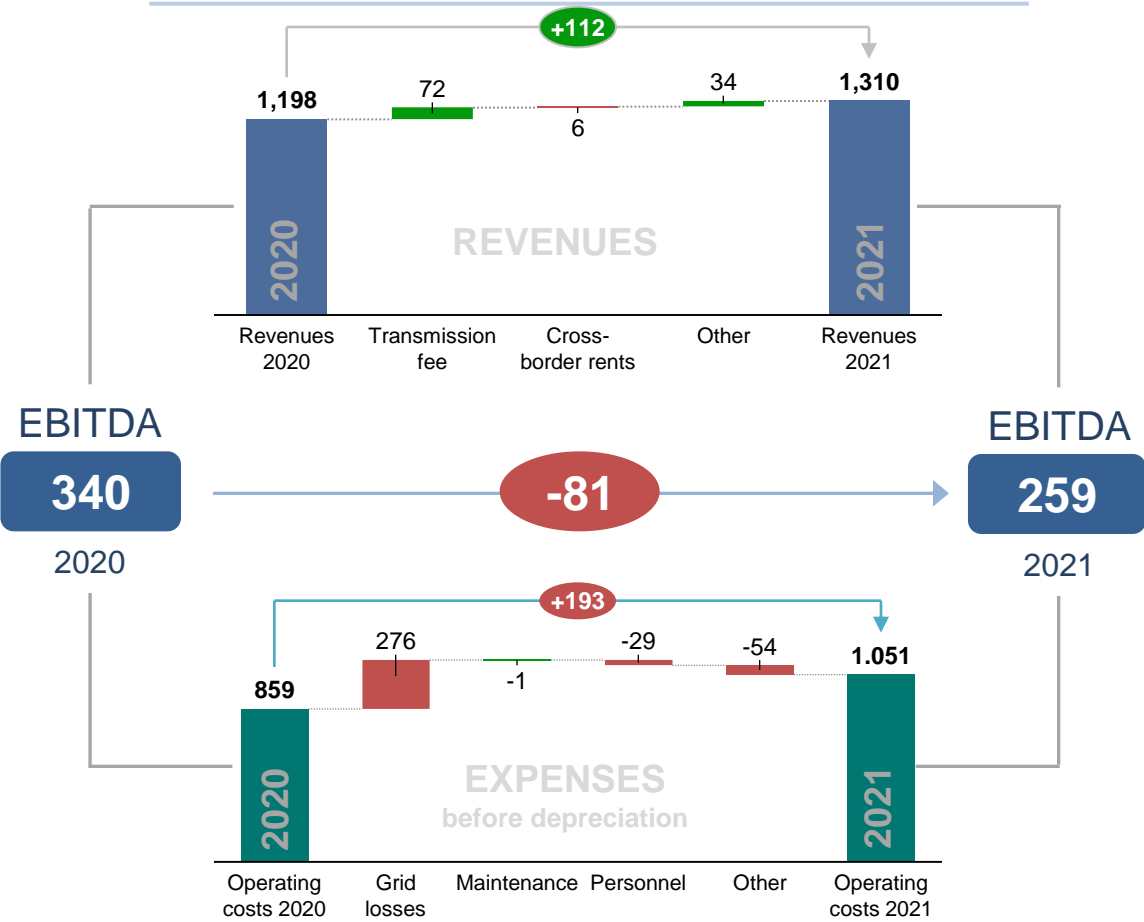 +112
1,198
72
6
34
1,310
2020
REVENUES
2021
Revenues
2020
Transmission
fee
Cross-
border rents
Other
Revenues
2021
EBITDA
340
2020
-81
EBITDA
259
2021
+193
859
276
-1
-29
-54
1.051
2020
EXPENSES
before depreciation
2021
Operating
costs 2020
Grid
losses
Maintenance
Personnel
Other
Operating
costs 2021